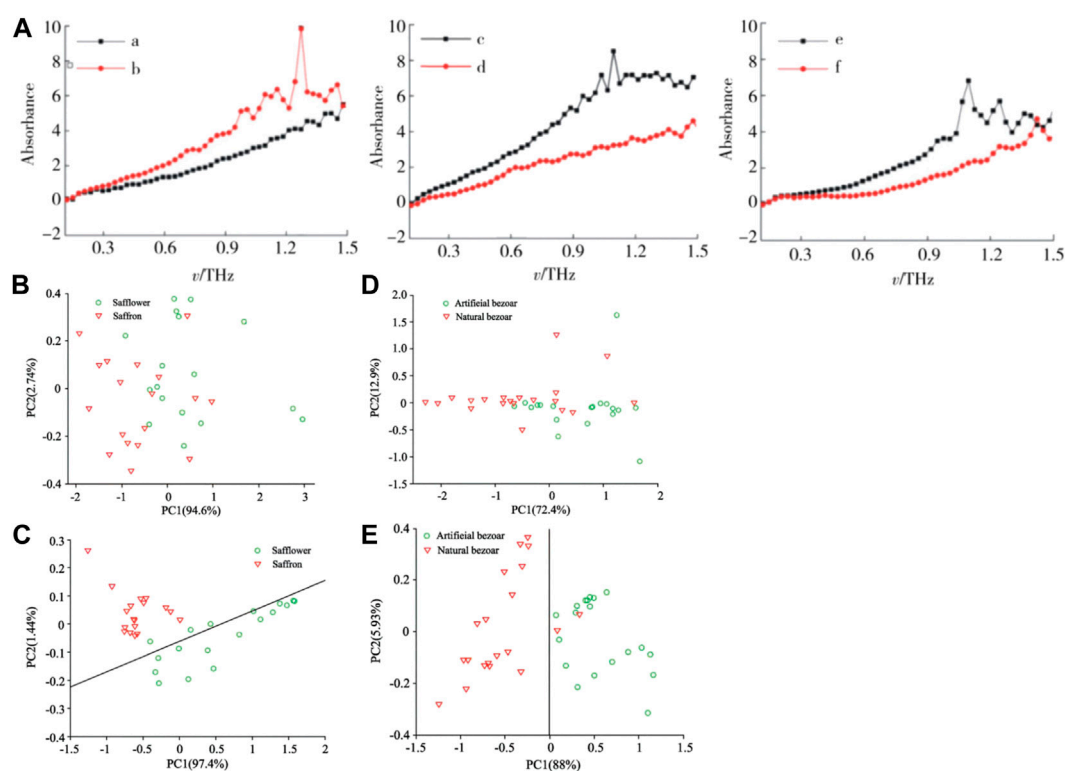 A
10
8
6
4
2
0
−2
Absorbance
a
b
0.3
0.6
0.9
1.2
1.5
v/THz
10
8
6
4
2
0
−2
Absorbance
c
d
0.3
0.6
0.9
1.2
1.5
v/THz
10
8
6
4
2
0
−2
Absorbance
e
f
0.3
0.6
0.9
1.2
1.5
v/THz
B
0.4
0.2
0
-0.2
0.4
PC2(2.74%)
Safflower
Saffron
-2
-1
0
1
2
3
PC1(94.6%)
D
2.0
1.5
1.0
0.5
0
-0.5
-1.0
-1.5
PC2(12.9%)
Artifieial bezoar
Natural bezoar
-2
-1
0
1
2
PC1(72.4%)
C
0.3
0.2
0.1
0
-0.1
-0.2
-0.3
0.4
PC2(1.44%)
Safflower
Saffron
-1.5
-1
-0.5
0
0.5
1
1.5
2
PC1(97.4%)
E
0.4
0.2
0
-0.2
-0.4
PC2(5.93%)
Artifieial bezoar
Natural bezoar
-1.5
-1
-0.5
0
0.5
1
1.5
PC1(88%)